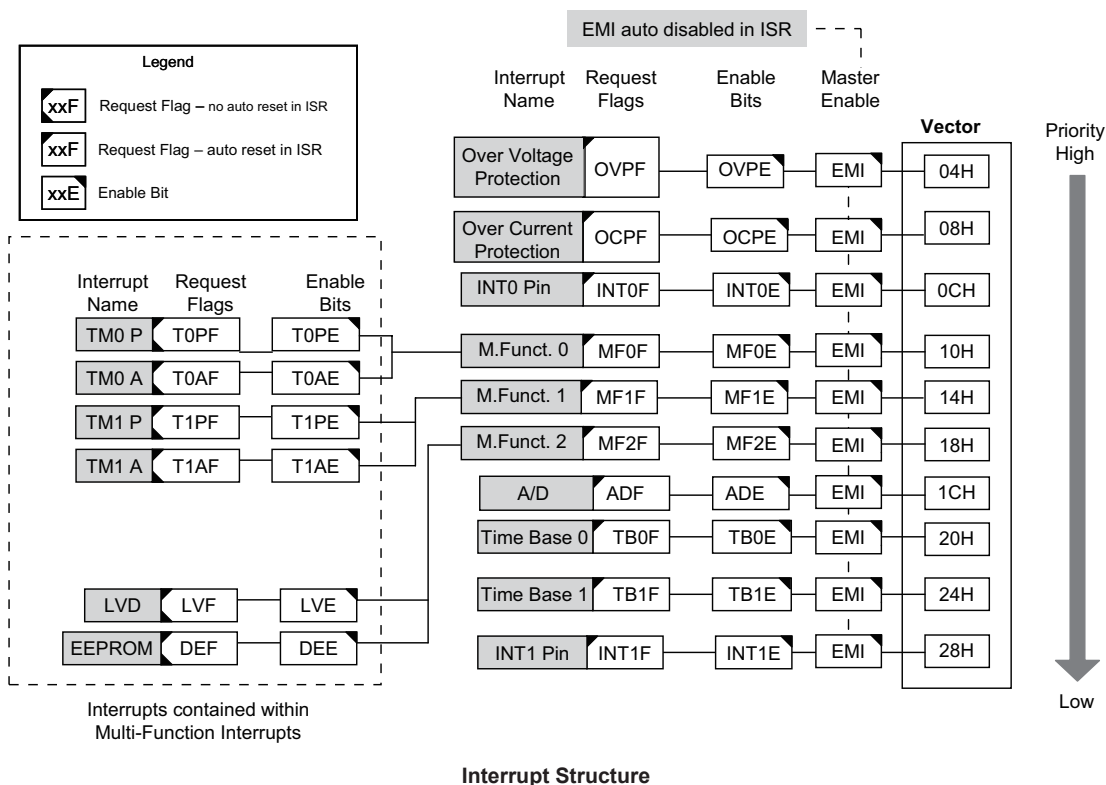 EMI auto disabled in ISR
Legend
xxF Request Flag – no auto reset in ISR
xxF Request Flag – auto reset in ISR
xxE Enable Bit
Interrupt Name Request Flags Enable Bits Master Enable Vector
Priority High
Over Voltage Protection OVPF OVPE EMI 04H
Over Current Protection OCPF OCPE EMI 08H
INT0 Pin INT0F INT0E EMI 0CH
M.Funct. 0 MF0F MF0E EMI 10H
M.Funct. 1 MF1F MF1E EMI 14H
M.Funct. 2 MF2F MF2E EMI 18H
A/D ADF ADE EMI 1CH
Time Base 0 TB0F TB0E EMI 20H
Time Base 1 TB1F TB1E EMI 24H
INT1 Pin INT1F INT1E EMI 28H
Low
Interrupt Name Request Flags Enable Bits
TM0 P T0PF T0PE
TM0 A T0AF T0AE
TM1 P T1PF T1PE
TM1 A T1AF T1AE
LVD LVF LVE
EEPROM DEF DEE
Interrupts contained within
Multi-Function Interrupts
Interrupt Structure